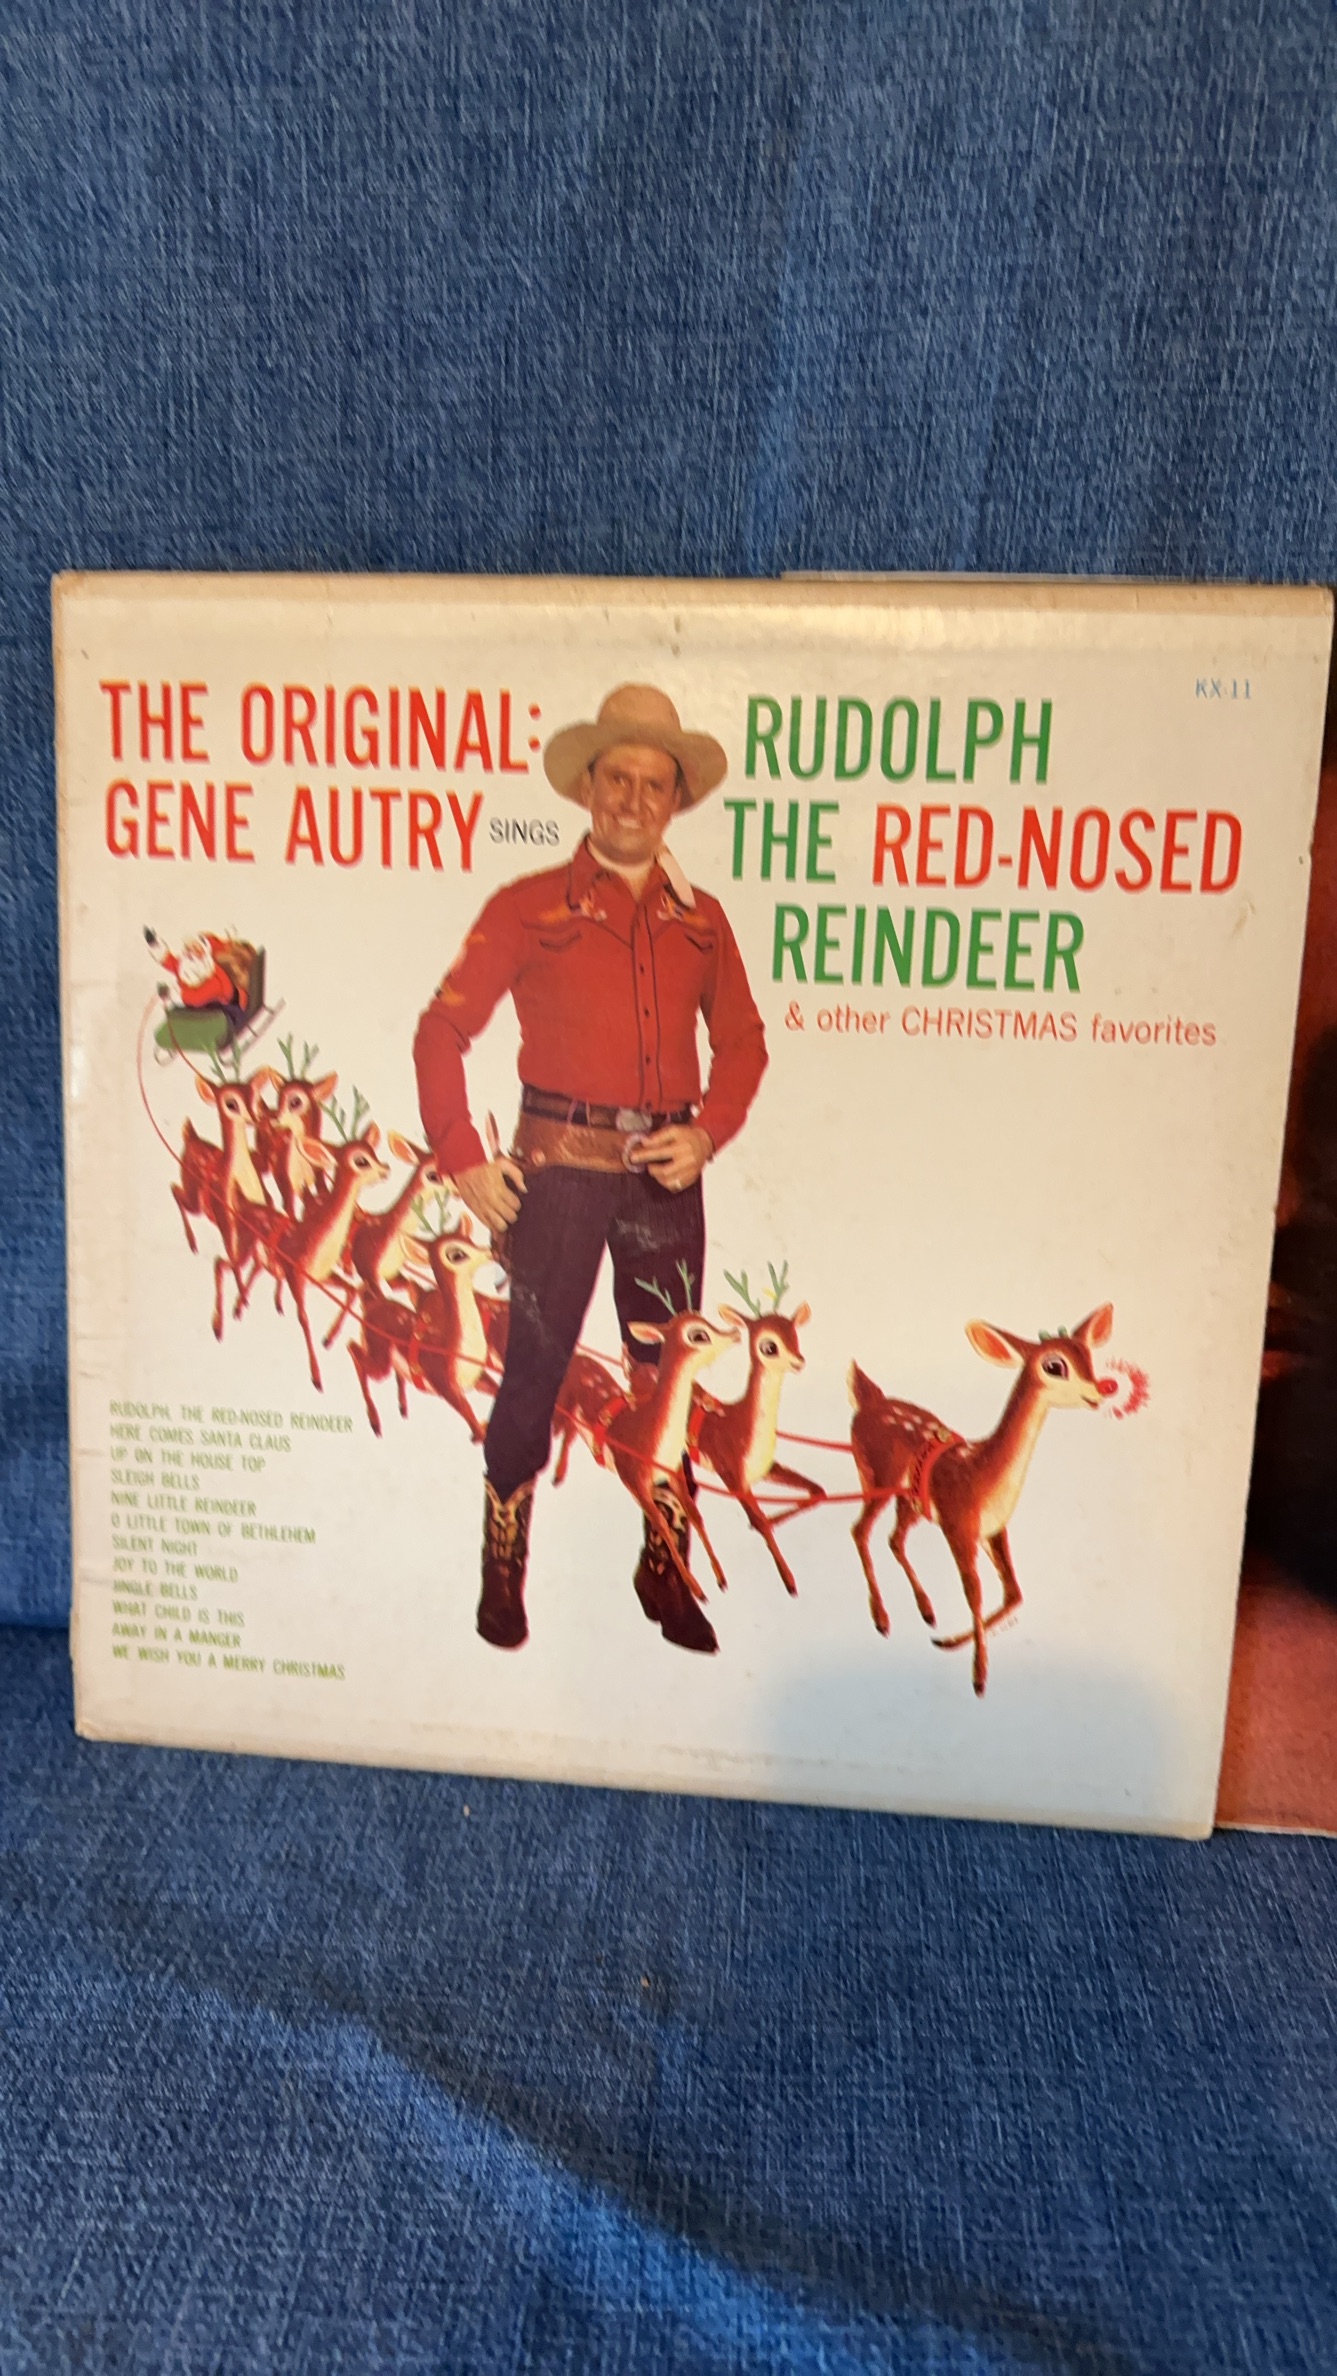 KX-11
THE ORIGINAL:
GENE AUTRY SINGS
RUDOLPH
THE RED-NOSED
REINDEER
& other CHRISTMAS favorites
RUDOLPH, THE RED-NOSED REINDEER
HERE COMES SANTA CLAUS
UP ON THE HOUSE TOP
SLEIGH BELLS
NINE LITTLE REINDEER
O LITTLE TOWN OF BETHLEHEM
SILENT NIGHT
JOY TO THE WORLD
JINGLE BELLS
WHAT CHILD IS THIS
AWAY IN A MANGER
WE WISH YOU A MERRY CHRISTMAS